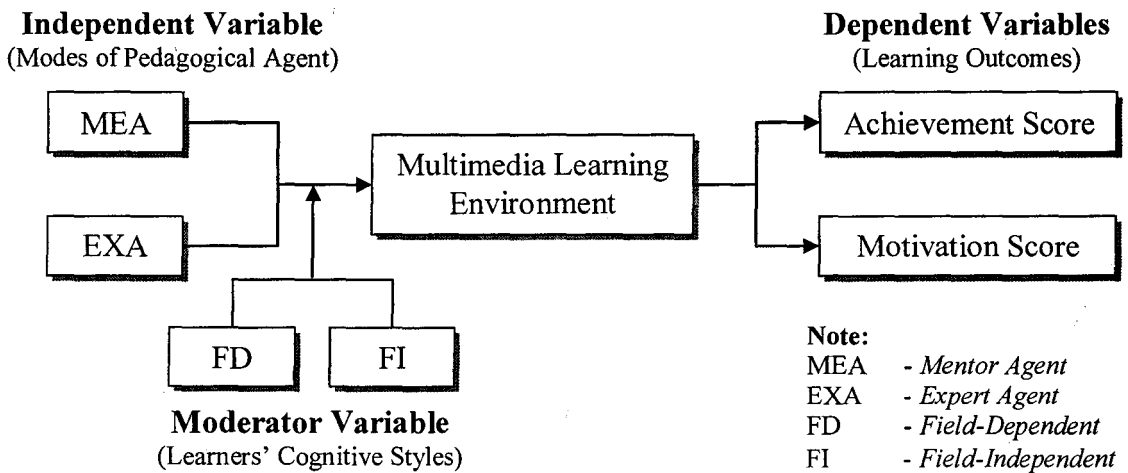 Independent Variable
(Modes of Pedagogical Agent)
MEA
EXA
FD
FI
Moderator Variable
(Learners' Cognitive Styles)
Multimedia Learning
Environment
Dependent Variables
(Learning Outcomes)
Achievement Score
Motivation Score
Note:
MEA - Mentor Agent
EXA - Expert Agent
FD - Field-Dependent
FI - Field-Independent